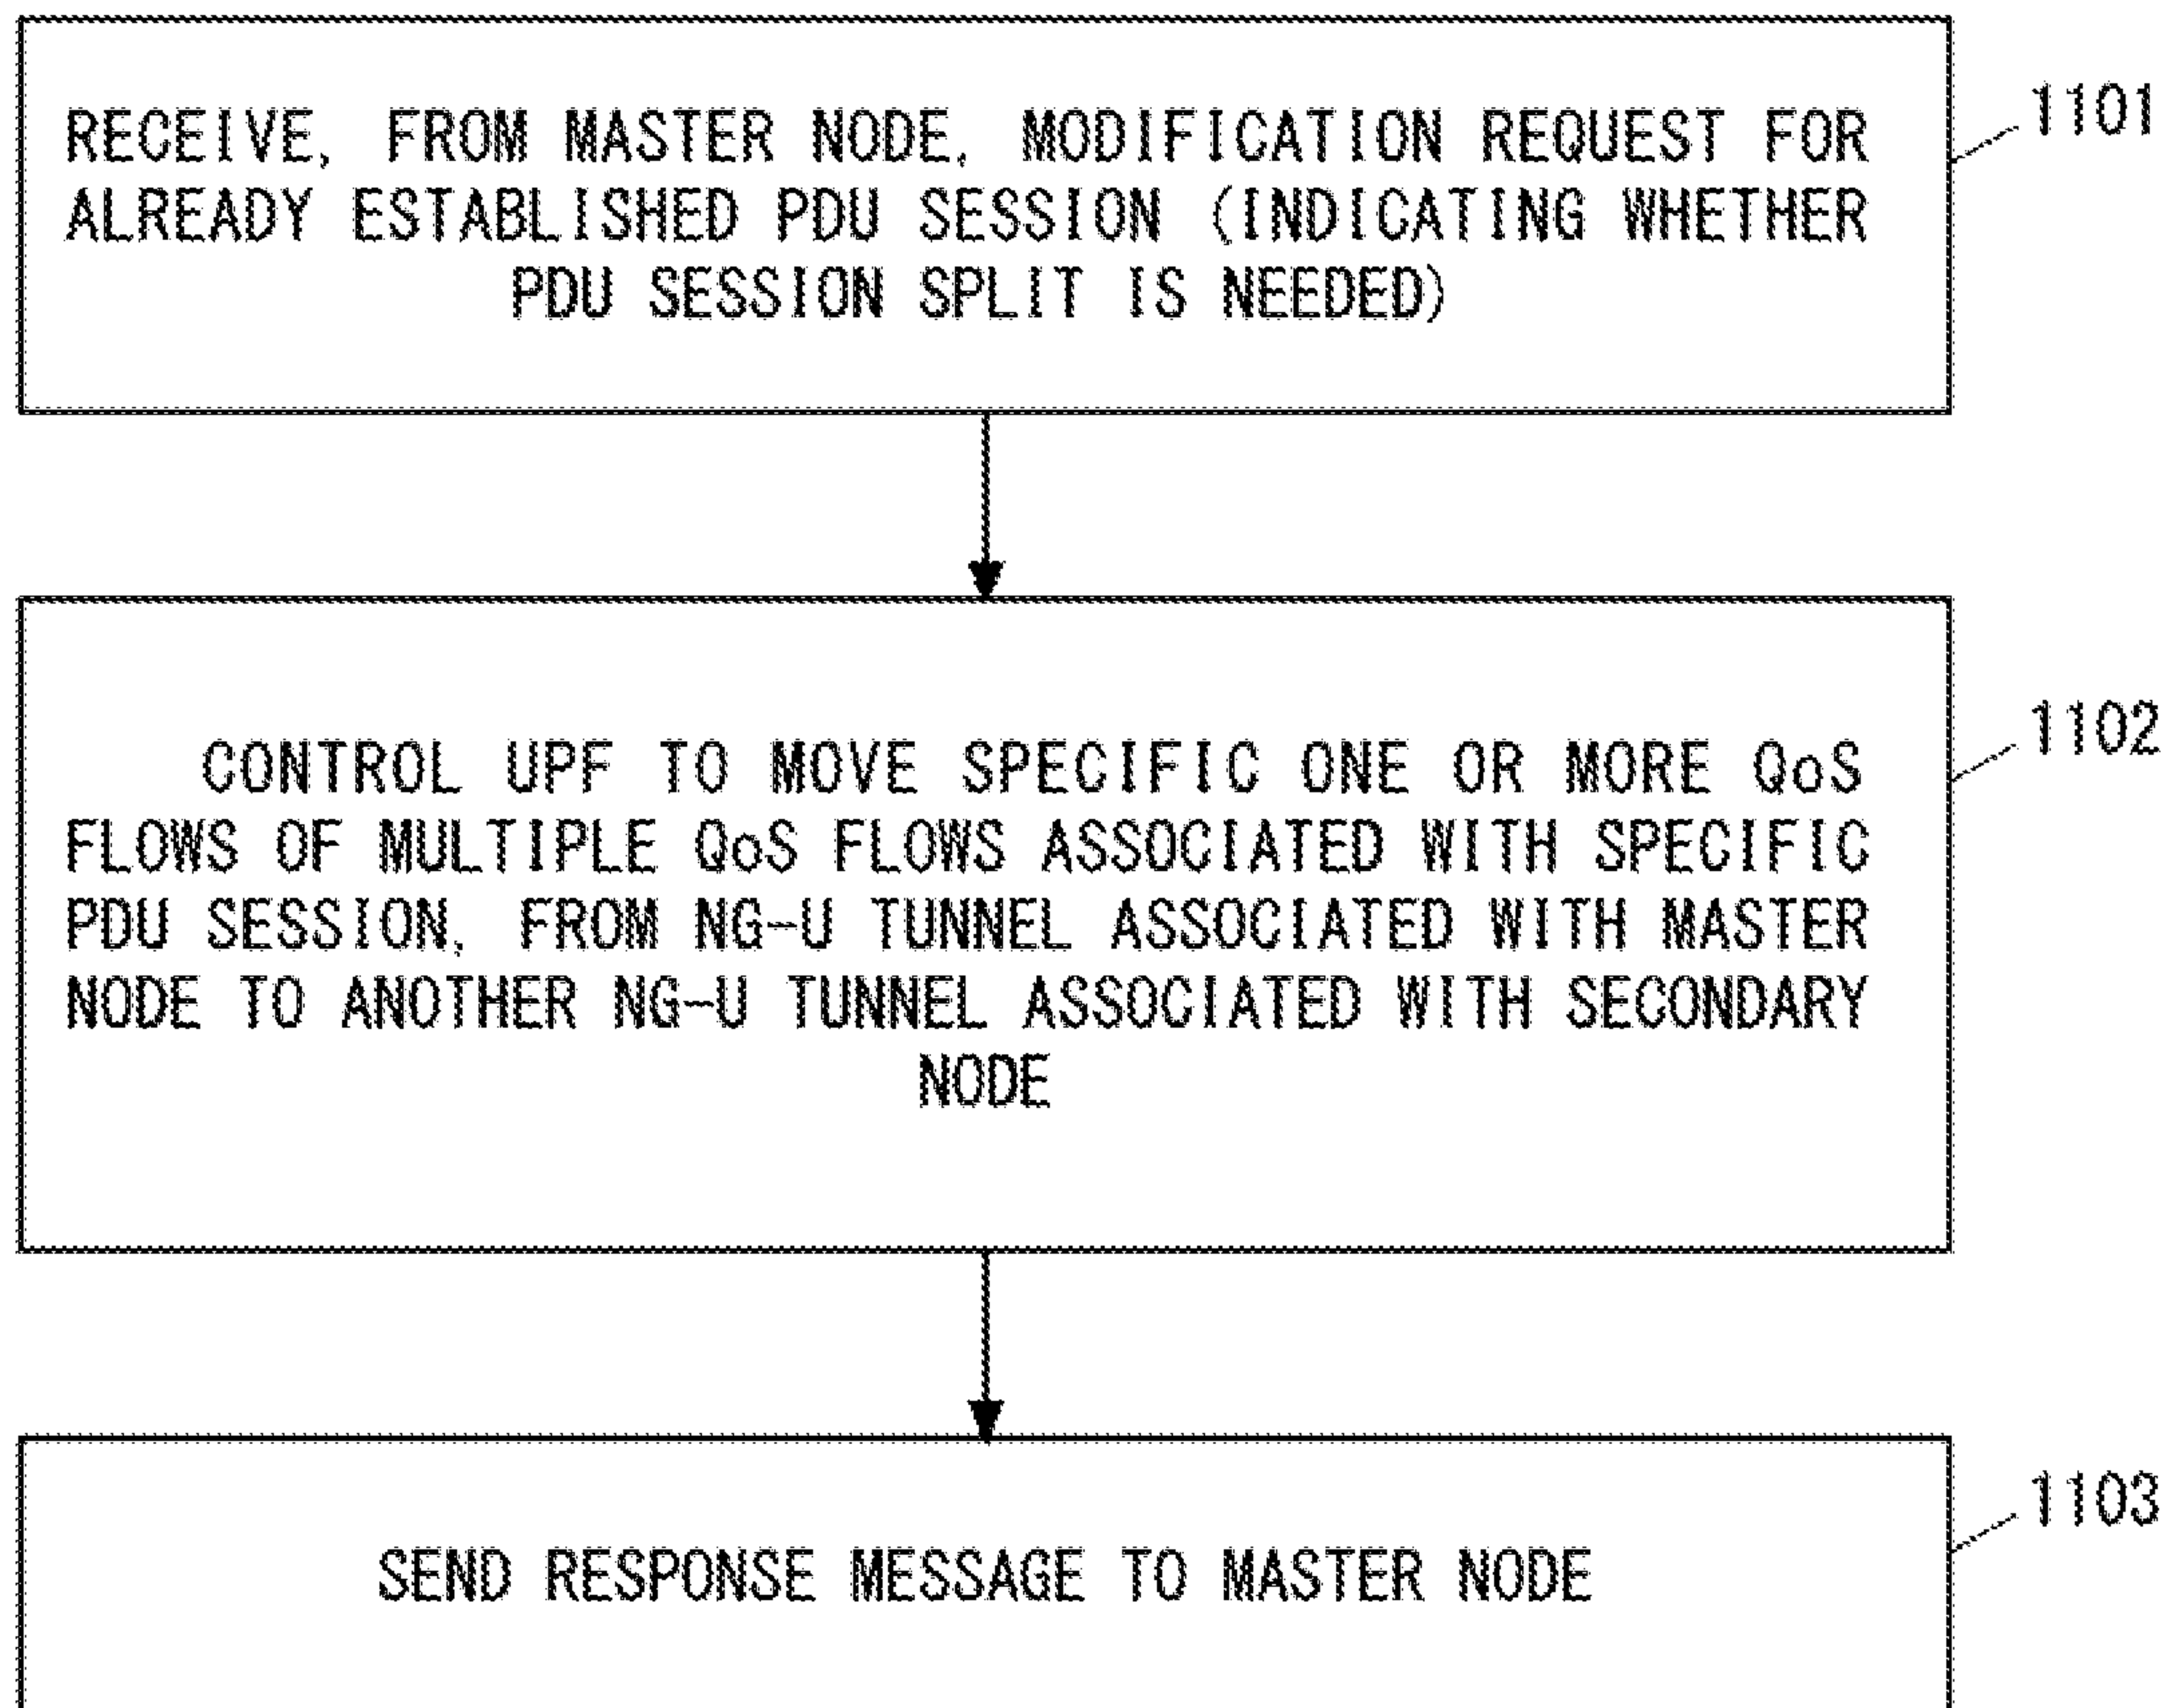 RECEIVE, FROM MASTER NODE, MODIFICATION REQUEST FOR
ALREADY ESTABLISHED PDU SESSION (INDICATING WHETHER
PDU SESSION SPLIT IS NEEDED)
1101
CONTROL UPF TO MOVE SPECIFIC ONE OR MORE QoS
FLOWS OF MULTIPLE QoS FLOWS ASSOCIATED WITH SPECIFIC
PDU SESSION, FROM NG-U TUNNEL ASSOCIATED WITH MASTER
NODE TO ANOTHER NG-U TUNNEL ASSOCIATED WITH SECONDARY
NODE
1102
SEND RESPONSE MESSAGE TO MASTER NODE
1103